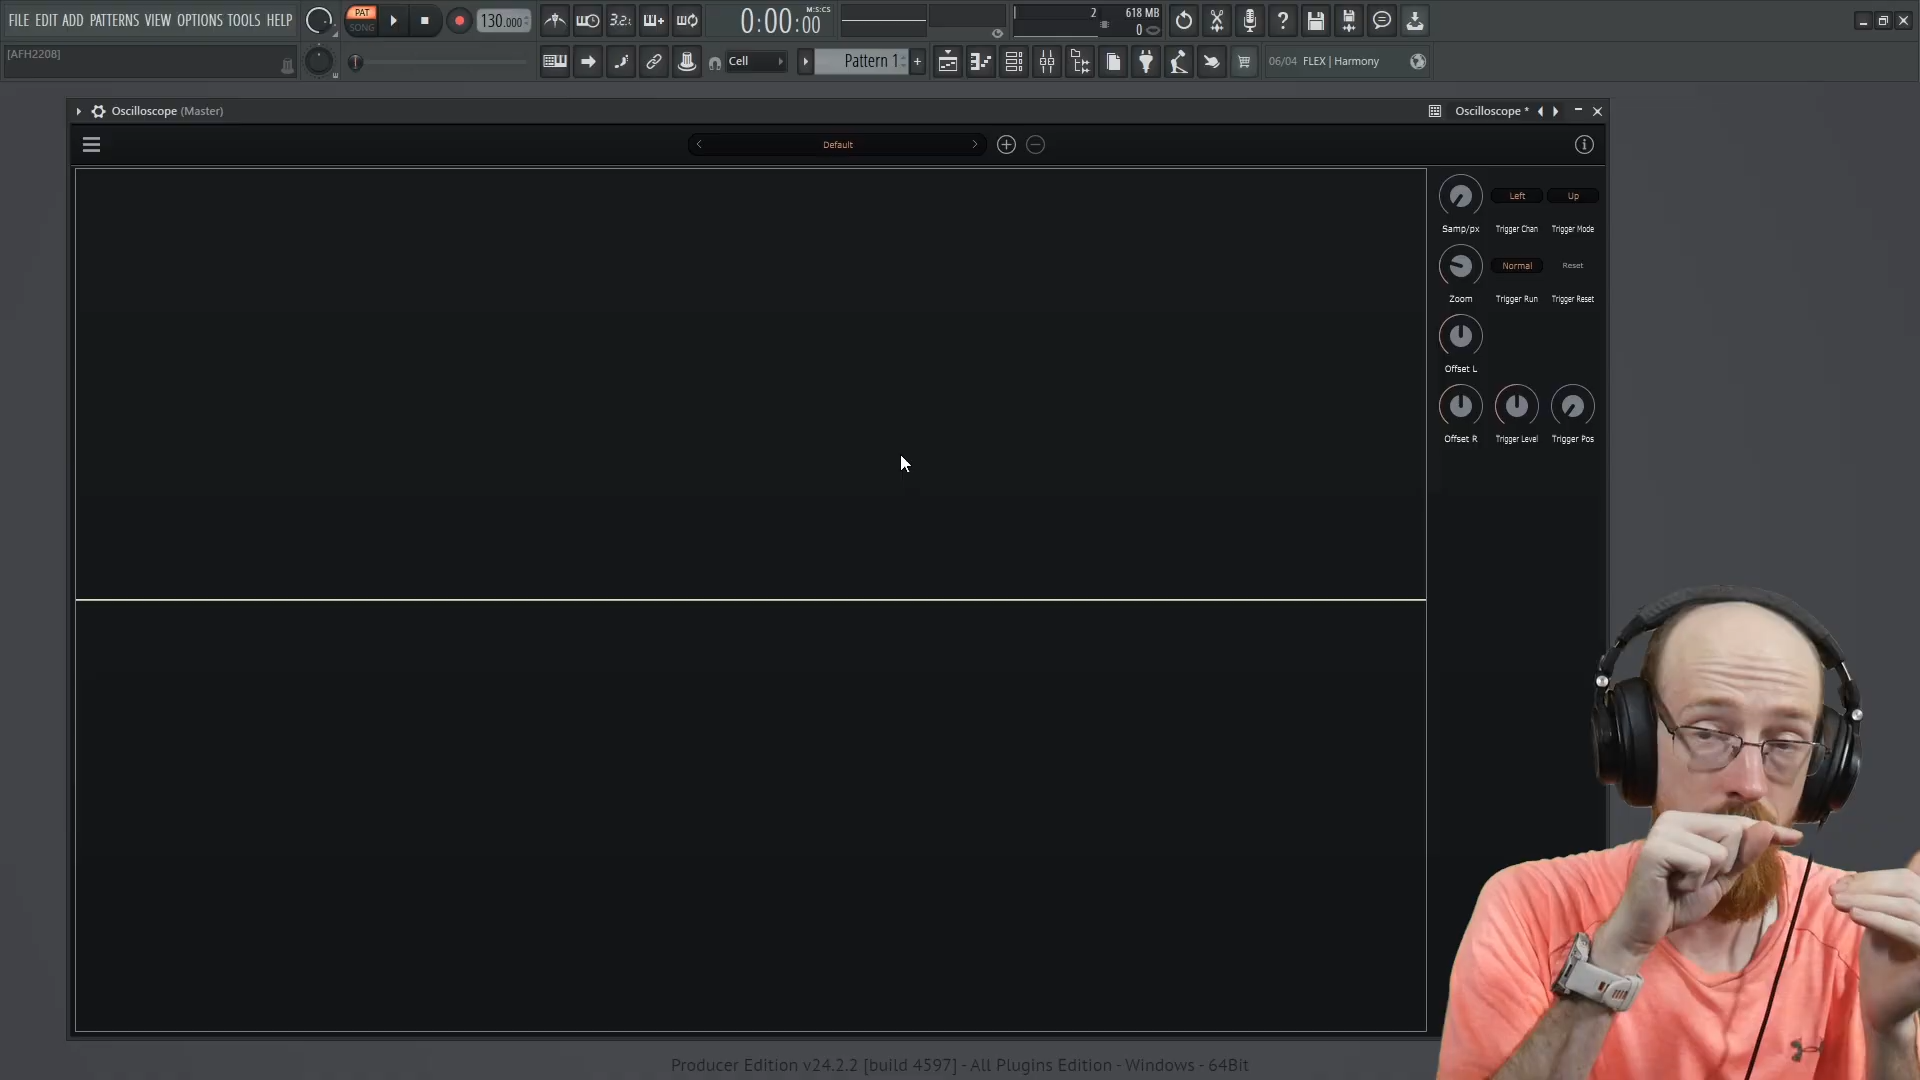 FILE EDIT ADD PATTERNS VIEW OPTIONS TOOLS HELP
PAT
SONG
130.000
3.2.
0:00:00
M:S:CS
2
618 MB
0
[AFH2208]
Cell
Pattern 1
06/04 FLEX | Harmony
Oscilloscope (Master)
Oscilloscope *
Default
Left
Up
Samp/px
Trigger Chan
Trigger Mode
Normal
Reset
Zoom
Trigger Run
Trigger Reset
Offset L
Offset R
Trigger Level
Trigger Pos
Producer Edition v24.2.2 [build 4597] - All Plugins Edition - Windows - 64Bit